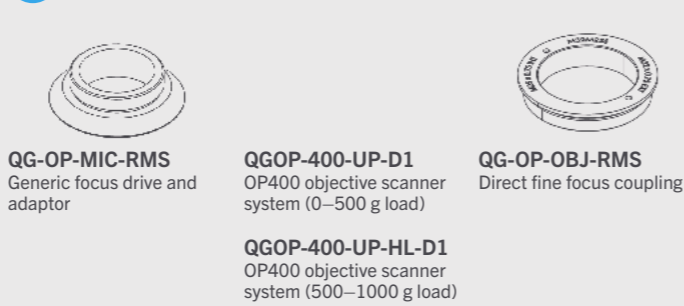 QG-OP-MIC-RMS
Generic focus drive and
adaptor
QGOP-400-UP-D1
OP400 objective scanner
system (0–500 g load)
QGOP-400-UP-HL-D1
OP400 objective scanner
system (500–1000 g load)
QG-OP-OBJ-RMS
Direct fine focus coupling